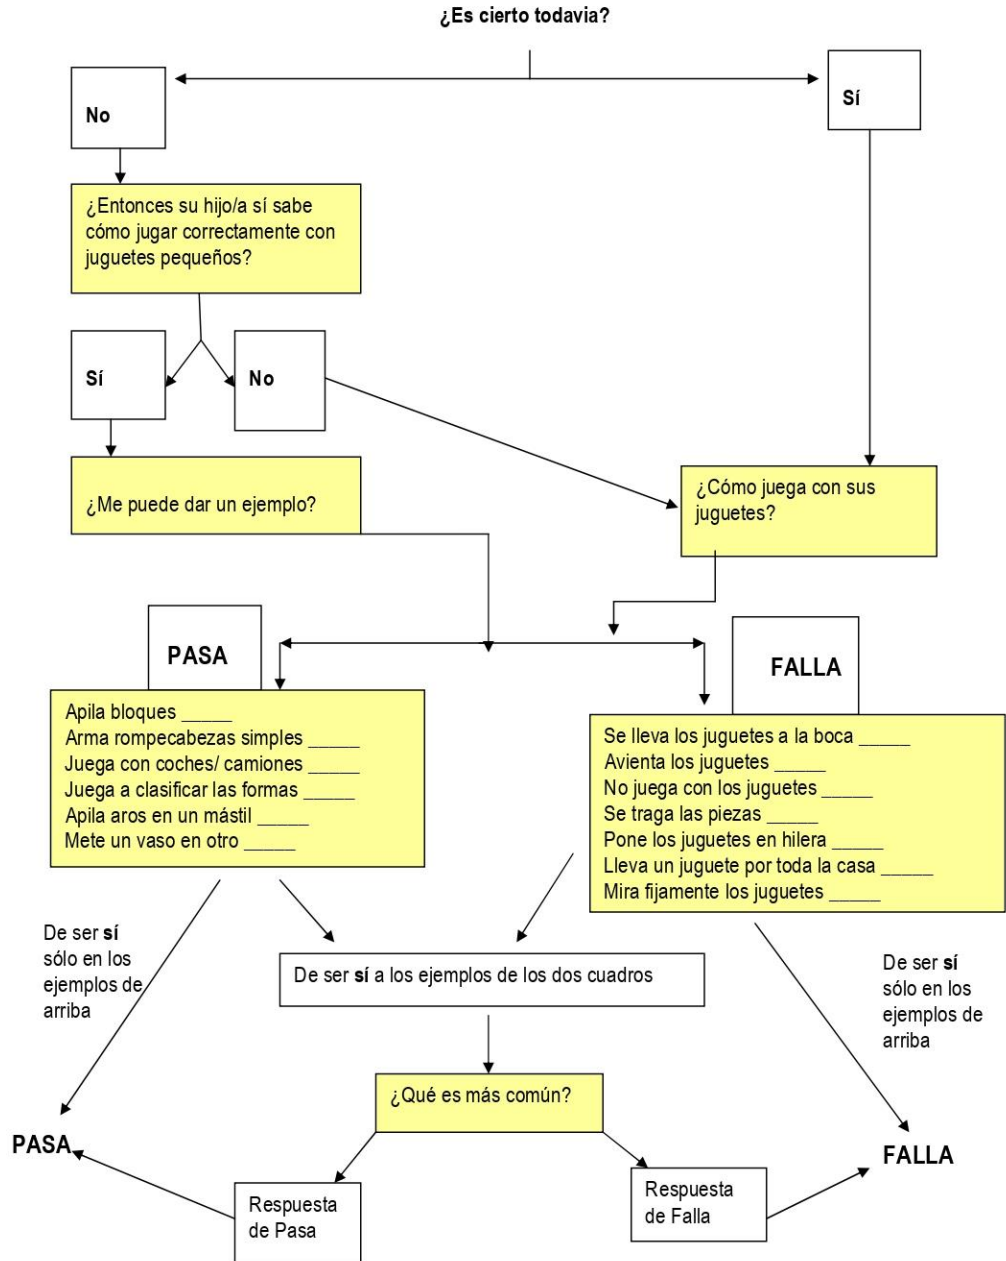 ¿Es cierto todavia?
No
Sí
¿Entonces su hijo/a sí sabe
cómo jugar correctamente con
juguetes pequeños?
Sí
No
¿Me puede dar un ejemplo?
¿Cómo juega con sus
juguetes?
PASA
FALLA
Apila bloques _____
Arma rompecabezas simples _____
Juega con coches/ camiones _____
Juega a clasificar las formas _____
Apila aros en un mástil _____
Mete un vaso en otro _____
Se lleva los juguetes a la boca _____
Avienta los juguetes _____
No juega con los juguetes _____
Se traga las piezas _____
Pone los juguetes en hilera _____
Lleva un juguete por toda la casa _____
Mira fijamente los juguetes _____
De ser sí
sólo en los
ejemplos de
arriba
De ser sí a los ejemplos de los dos cuadros
De ser sí
sólo en los
ejemplos de
arriba
¿Qué es más común?
PASA
FALLA
Respuesta
de Pasa
Respuesta
de Falla